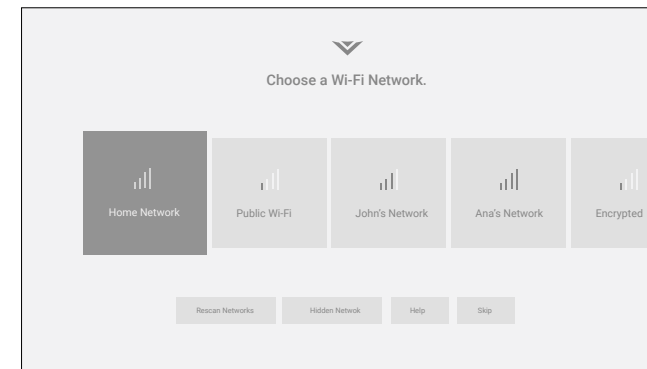 Choose a Wi-Fi Network.
Home Network
Public Wi-Fi
John's Network
Ana's Network
Encrypted
Rescan Networks
Hidden Netwok
Help
Skip